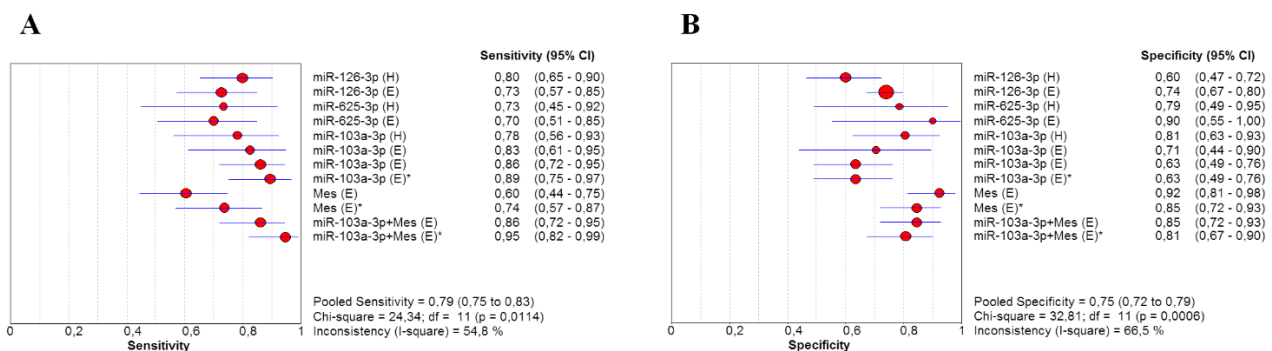 A
Sensitivity (95% CI)
miR-126-3p (H) 0,80 (0,65 - 0,90)
miR-126-3p (E) 0,73 (0,57 - 0,85)
miR-625-3p (H) 0,73 (0,45 - 0,92)
miR-625-3p (E) 0,70 (0,51 - 0,85)
miR-103a-3p (H) 0,78 (0,56 - 0,93)
miR-103a-3p (E) 0,83 (0,61 - 0,95)
miR-103a-3p (E) 0,86 (0,72 - 0,95)
miR-103a-3p (E)* 0,89 (0,75 - 0,97)
Mes (E) 0,60 (0,44 - 0,75)
Mes (E)* 0,74 (0,57 - 0,87)
miR-103a-3p+Mes (E) 0,86 (0,72 - 0,95)
miR-103a-3p+Mes (E)* 0,95 (0,82 - 0,99)
Pooled Sensitivity = 0,79 (0,75 to 0,83)
Chi-square = 24,34; df = 11 (p = 0,0114)
Inconsistency (I-square) = 54,8 %
0 0,2 0,4 0,6 0,8 1
Sensitivity
B
Specificity (95% CI)
miR-126-3p (H) 0,60 (0,47 - 0,72)
miR-126-3p (E) 0,74 (0,67 - 0,80)
miR-625-3p (H) 0,79 (0,49 - 0,95)
miR-625-3p (E) 0,90 (0,55 - 1,00)
miR-103a-3p (H) 0,81 (0,63 - 0,93)
miR-103a-3p (E) 0,71 (0,44 - 0,90)
miR-103a-3p (E) 0,63 (0,49 - 0,76)
miR-103a-3p (E)* 0,63 (0,49 - 0,76)
Mes (E) 0,92 (0,81 - 0,98)
Mes (E)* 0,85 (0,72 - 0,93)
miR-103a-3p+Mes (E) 0,85 (0,72 - 0,93)
miR-103a-3p+Mes (E)* 0,81 (0,67 - 0,90)
Pooled Specificity = 0,75 (0,72 to 0,79)
Chi-square = 32,81; df = 11 (p = 0,0006)
Inconsistency (I-square) = 66,5 %
0 0,2 0,4 0,6 0,8 1
Specificity